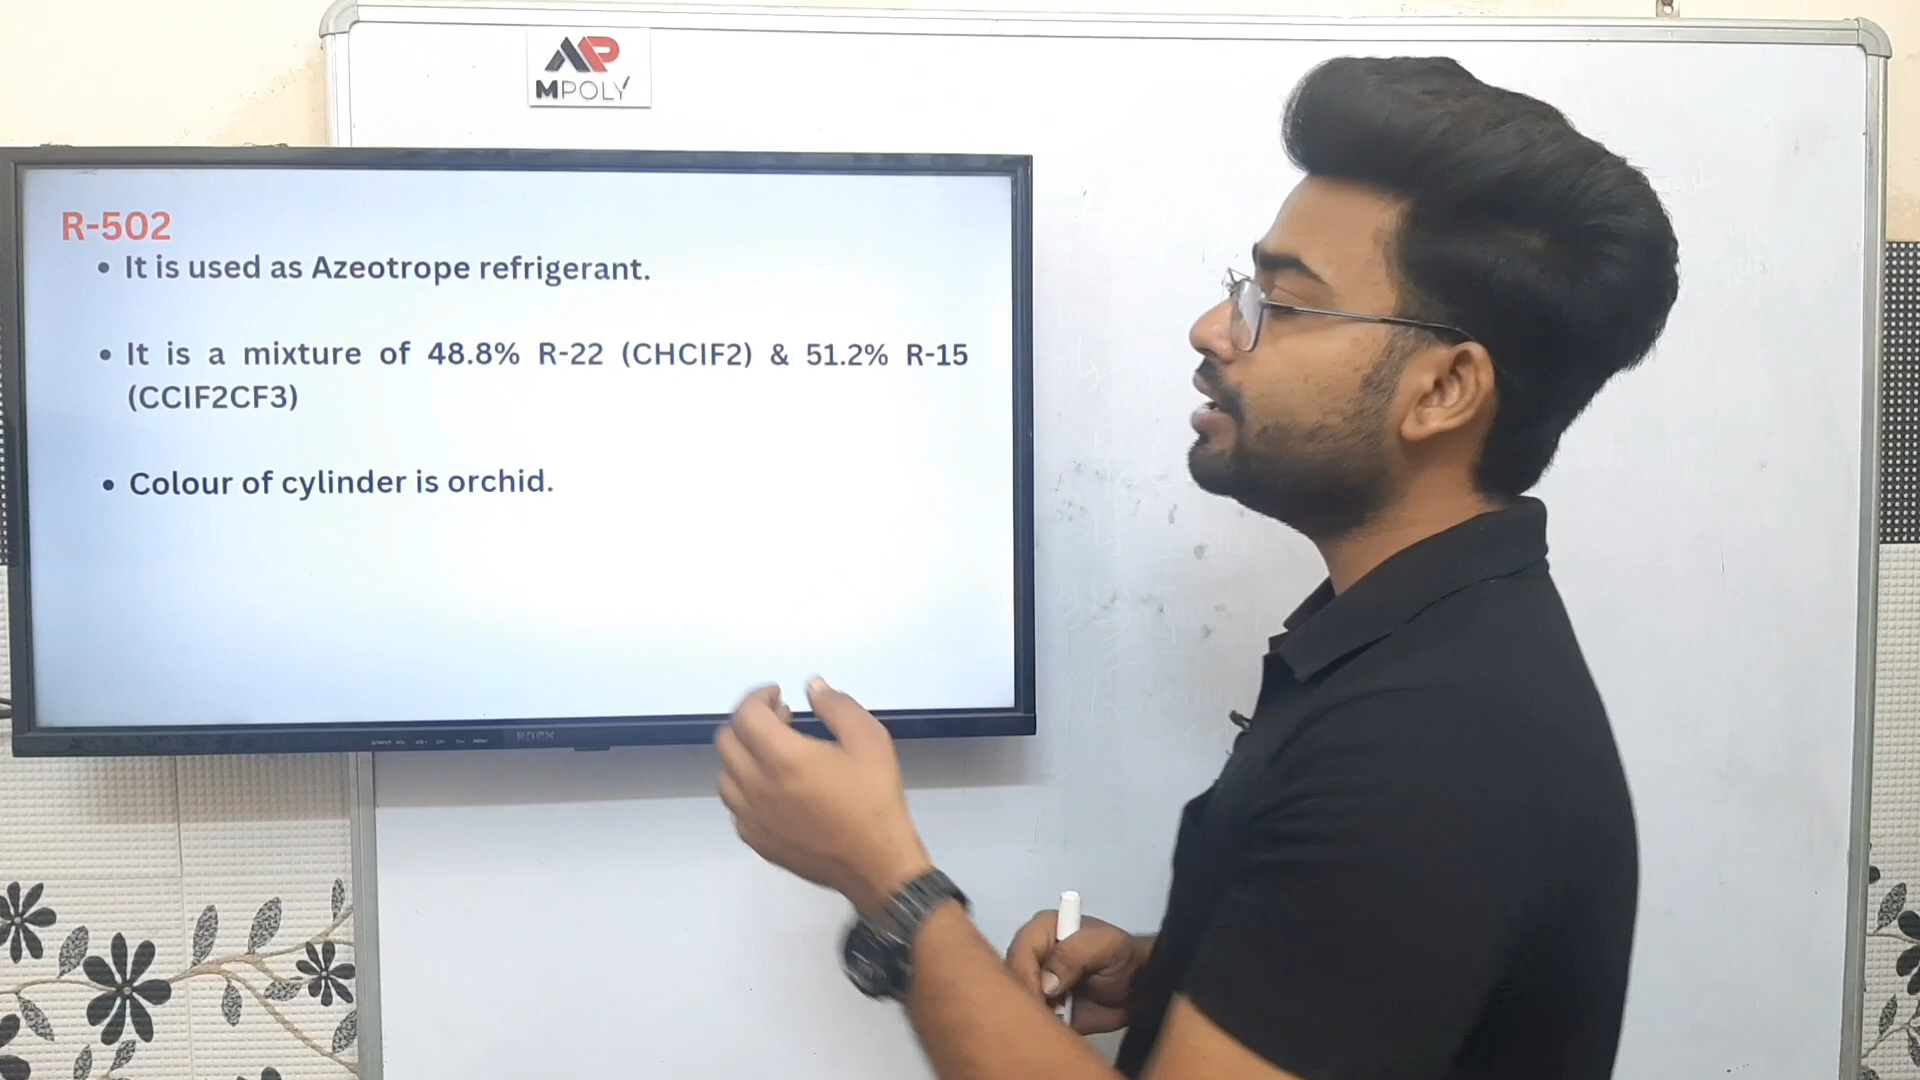 MPOLY
R-502
• It is used as Azeotrope refrigerant.
• It is a mixture of 48.8% R-22 (CHCIF2) & 51.2% R-15
(CCIF2CF3)
• Colour of cylinder is orchid.
INTEX